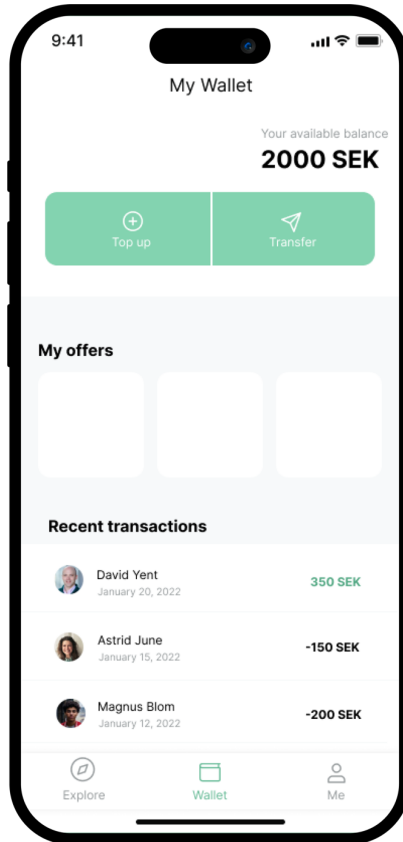 9:41
My Wallet
Your available balance
2000 SEK
Top up
Transfer
My offers
Recent transactions
David Yent
January 20, 2022
350 SEK
Astrid June
January 15, 2022
-150 SEK
Magnus Blom
January 12, 2022
-200 SEK
Explore
Wallet
Me